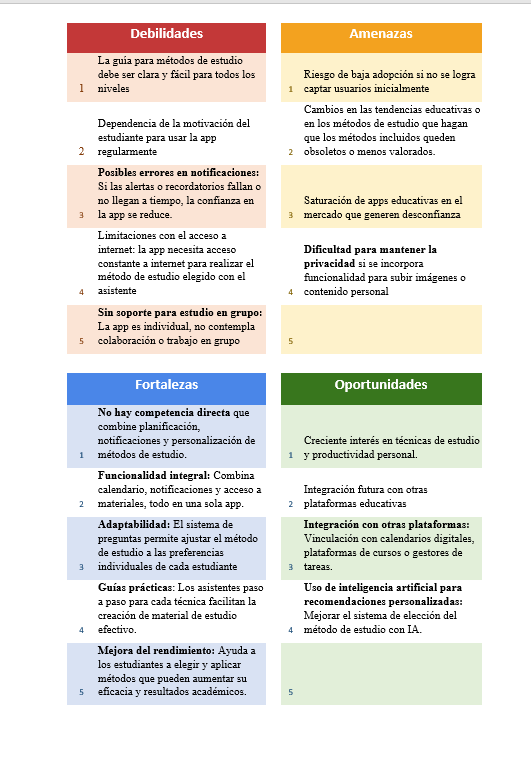 Debilidades
La guía para métodos de estudio
debe ser clara y fácil para todos los
1 niveles
Dependencia de la motivación del
estudiante para usar la app
2 regularmente
Posibles errores en notificaciones:
Si las alertas o recordatorios fallan o
no llegan a tiempo, la confianza en
3 la app se reduce.
Limitaciones con el acceso a
internet: la app necesita acceso
constante a internet para realizar el
método de estudio elegido con el
4 asistente
Sin soporte para estudio en grupo:
La app es individual, no contempla
5 colaboración o trabajo en grupo
Amenazas
Riesgo de baja adopción si no se logra
1 captar usuarios inicialmente
Cambios en las tendencias educativas o
en los métodos de estudio que hagan
que los métodos incluidos queden
2 obsoletos o menos valorados.
Saturación de apps educativas en el
3 mercado que generen desconfianza
Dificultad para mantener la
privacidad si se incorpora
funcionalidad para subir imágenes o
4 contenido personal
5
Fortalezas
No hay competencia directa que
combine planificación,
notificaciones y personalización de
1 métodos de estudio.
Funcionalidad integral: Combina
calendario, notificaciones y acceso a
2 materiales, todo en una sola app.
Adaptabilidad: El sistema de
preguntas permite ajustar el método
de estudio a las preferencias
3 individuales de cada estudiante
Guías prácticas: Los asistentes paso
a paso para cada técnica facilitan la
creación de material de estudio
4 efectivo.
Mejora del rendimiento: Ayuda a
los estudiantes a elegir y aplicar
métodos que pueden aumentar su
5 eficacia y resultados académicos.
Oportunidades
Creciente interés en técnicas de estudio
1 y productividad personal.
Integración futura con otras
2 plataformas educativas
Integración con otras plataformas:
Vinculación con calendarios digitales,
plataformas de cursos o gestores de
3 tareas.
Uso de inteligencia artificial para
recomendaciones personalizadas:
Mejorar el sistema de elección del
4 método de estudio con IA.
5